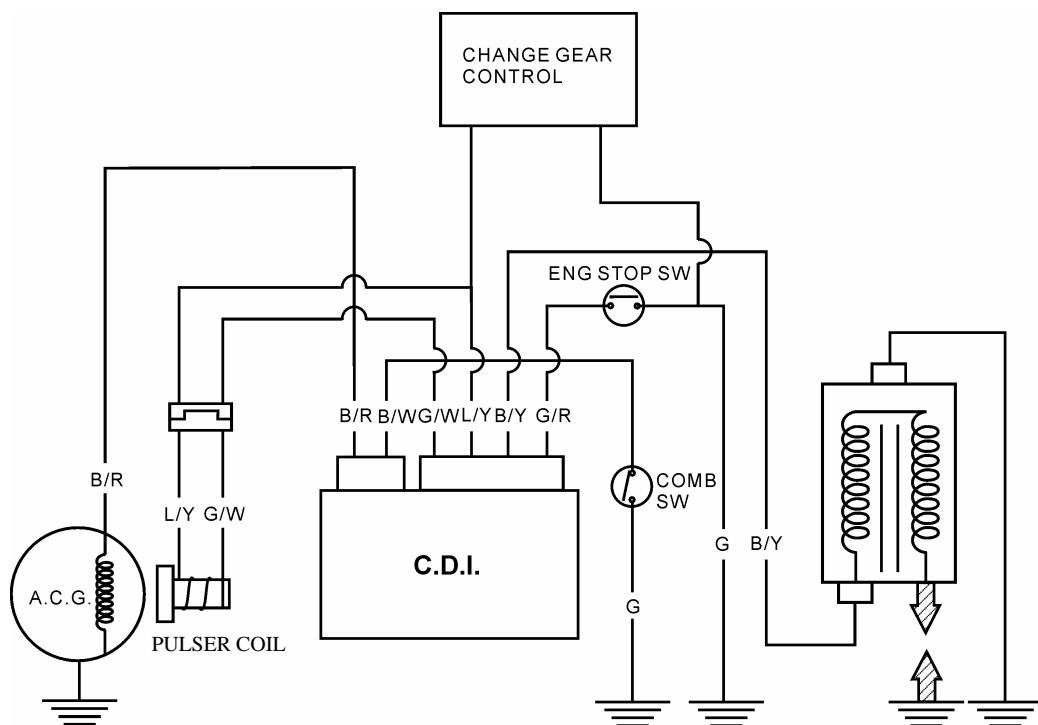 CHANGE GEAR
CONTROL
ENG STOP SW
B/R
B/W
G/W
L/Y
B/Y
G/R
B/R
COMB
SW
L/Y
G/W
G
B/Y
C.D.I.
A.C.G.
G
PULSER COIL